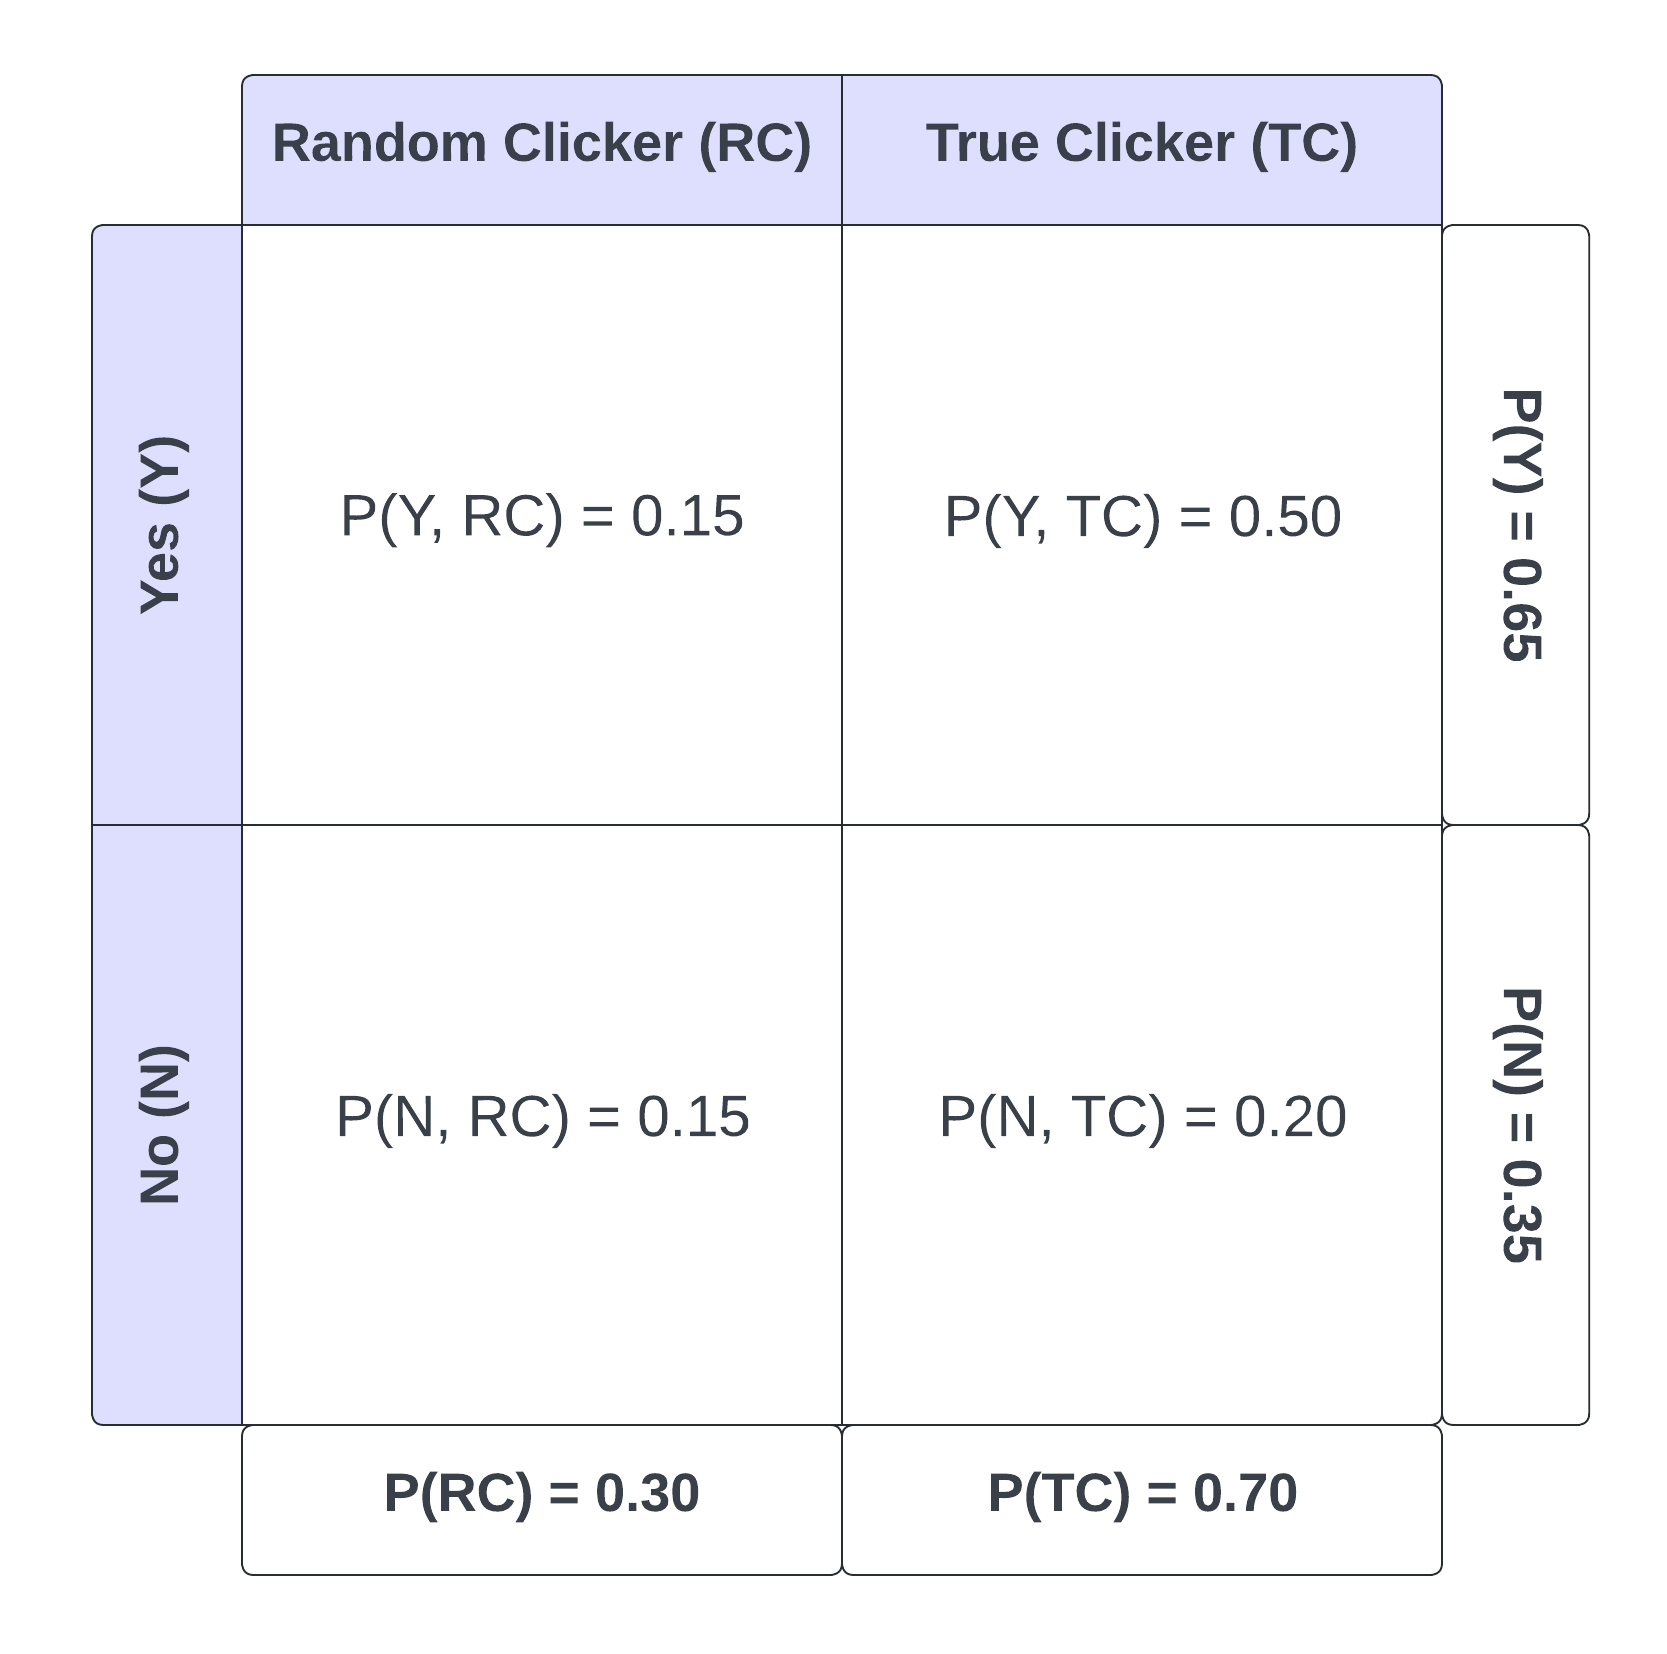 Random Clicker (RC)
True Clicker (TC)
Yes (Y)
P(Y, RC) = 0.15
P(Y, TC) = 0.50
P(Y) = 0.65
No (N)
P(N, RC) = 0.15
P(N, TC) = 0.20
P(N) = 0.35
P(RC) = 0.30
P(TC) = 0.70